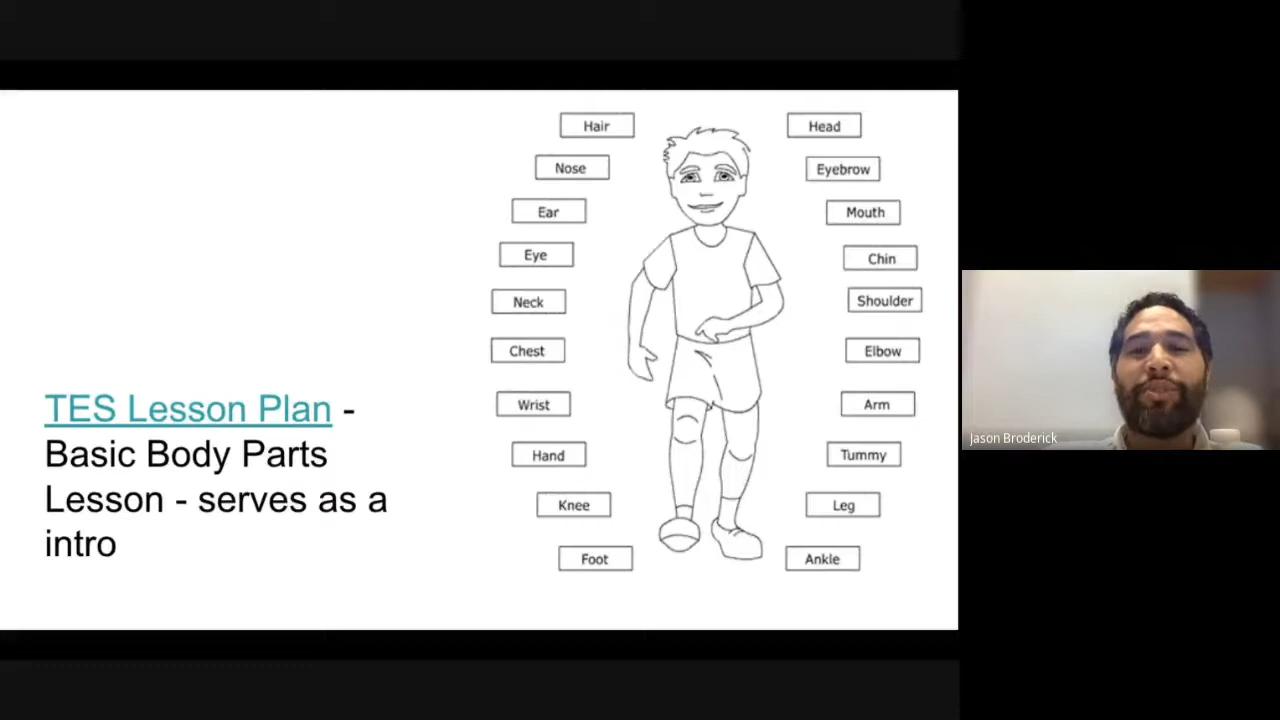 TES Lesson Plan -
Basic Body Parts
Lesson - serves as a
intro
Hair
Nose
Ear
Eye
Neck
Chest
Wrist
Hand
Knee
Foot
Head
Eyebrow
Mouth
Chin
Shoulder
Elbow
Arm
Tummy
Leg
Ankle
Jason Broderick